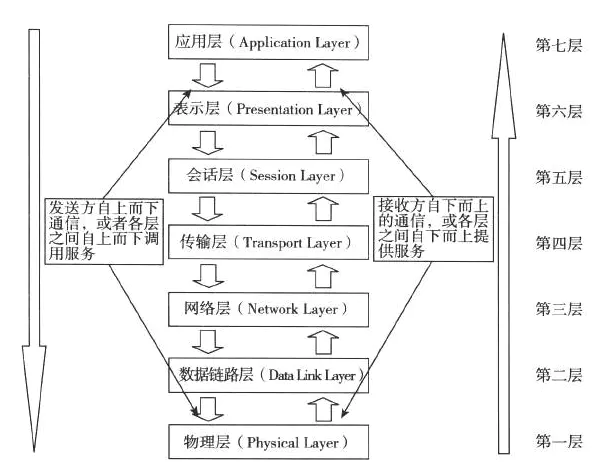 应用层（Application Layer）
第七层
表示层（Presentation Layer）
第六层
会话层（Session Layer）
第五层
发送方自上而下
通信，或者各层
之间自上而下调
用服务
传输层（Transport Layer）
接收方自下而上
的通信，或各层
之间自下而上提
供服务
第四层
网络层（Network Layer）
第三层
数据链路层（Data Link Layer）
第二层
物理层（Physical Layer）
第一层